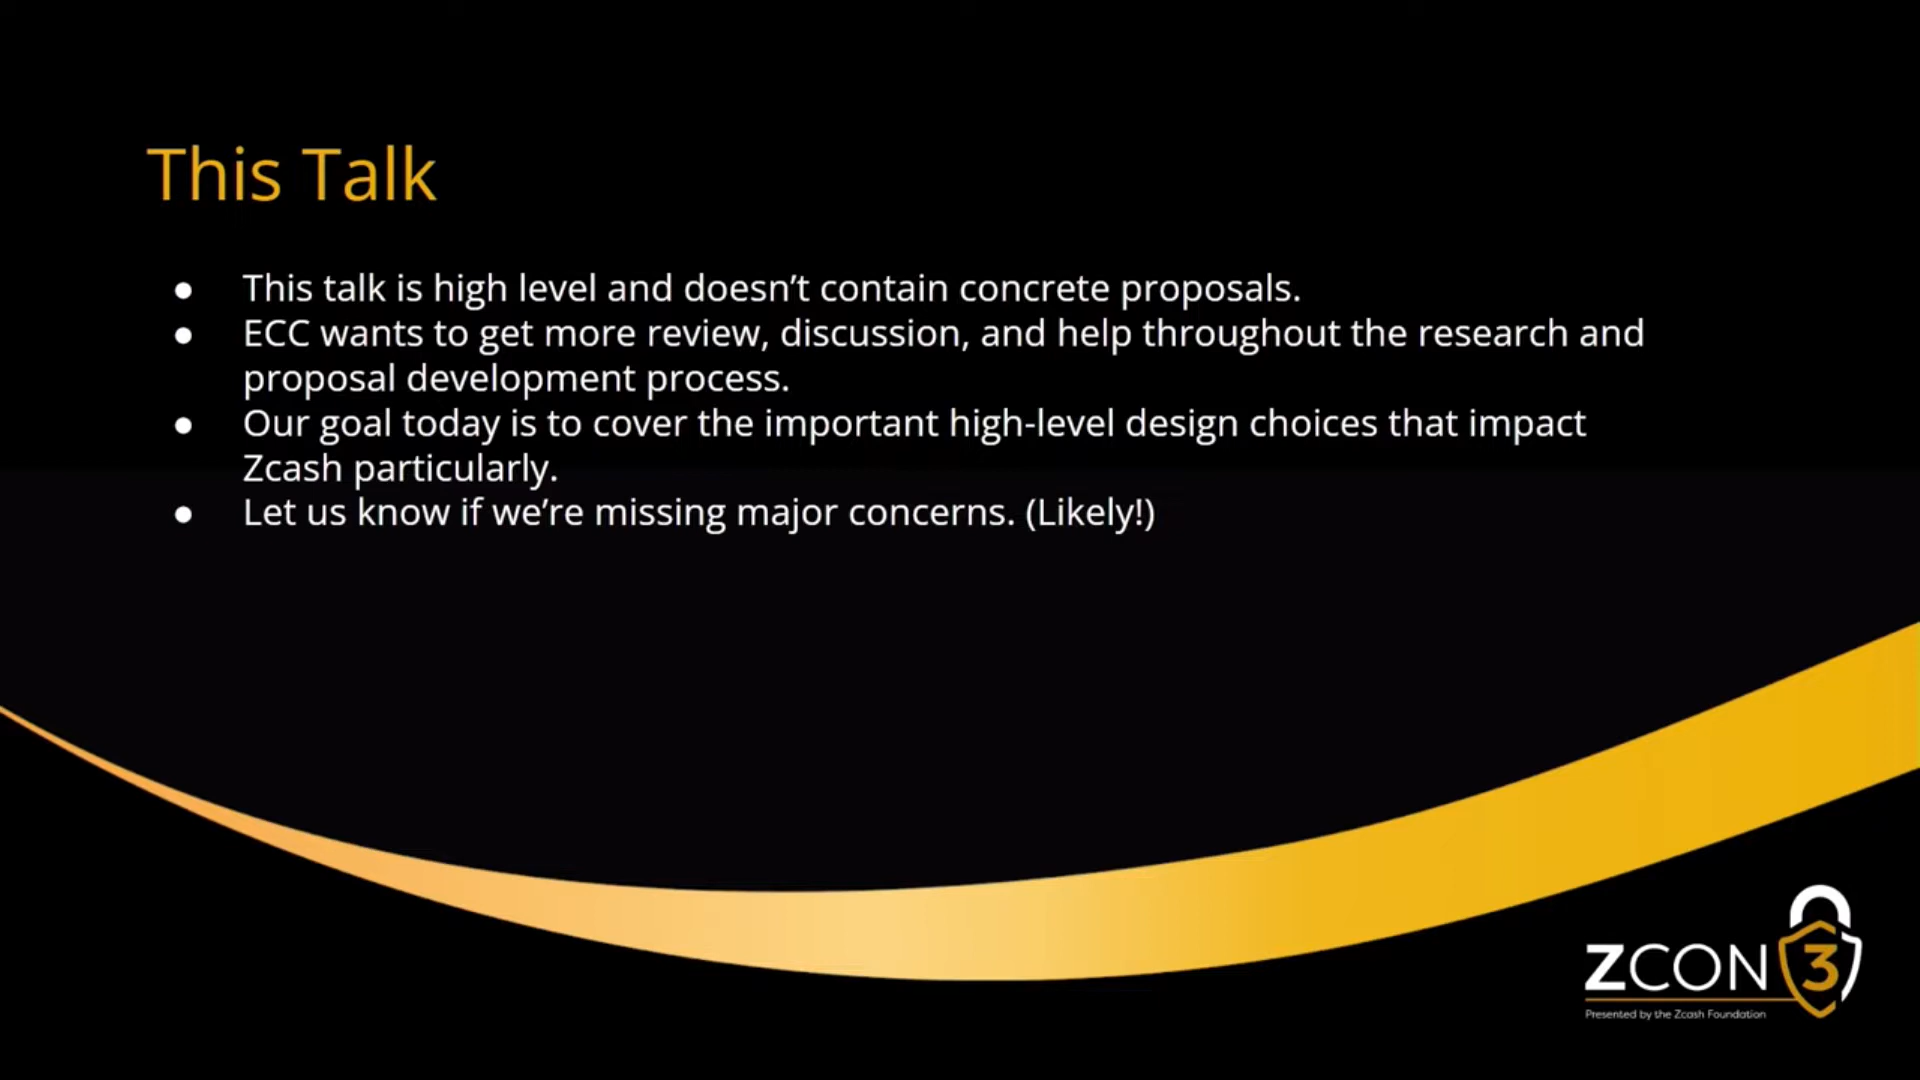 This Talk
● This talk is high level and doesn’t contain concrete proposals.
● ECC wants to get more review, discussion, and help throughout the research and
proposal development process.
● Our goal today is to cover the important high-level design choices that impact
Zcash particularly.
● Let us know if we’re missing major concerns. (Likely!)
ZCON 3
Presented by the Zcash Foundation